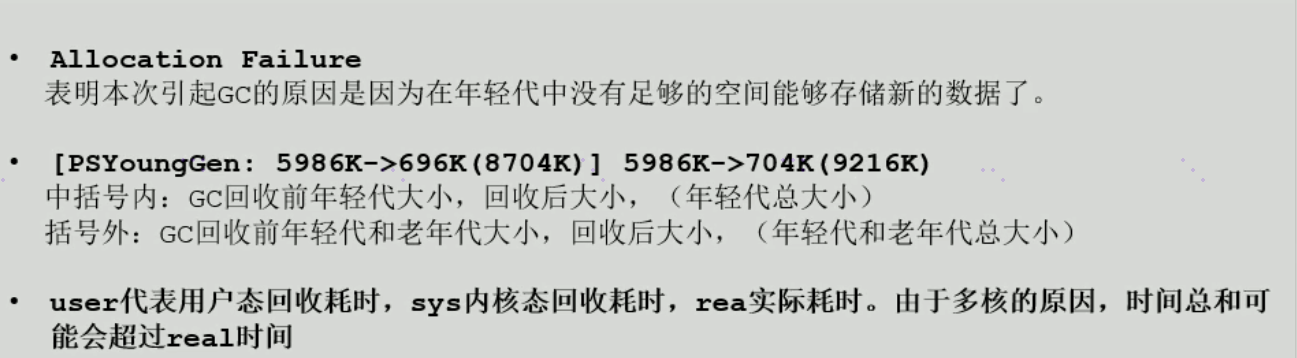 • Allocation Failure
表明本次引起GC的原因是因为在年轻代中没有足够的空间能够存储新的数据了。
• [PSYoungGen: 5986K->696K(8704K)] 5986K->704K(9216K)
中括号内：GC回收前年轻代大小，回收后大小，（年轻代总大小）
括号外：GC回收前年轻代和老年代大小，回收后大小，（年轻代和老年代总大小）
• user代表用户态回收耗时，sys内核态回收耗时，rea实际耗时。由于多核的原因，时间总和可
能会超过real时间